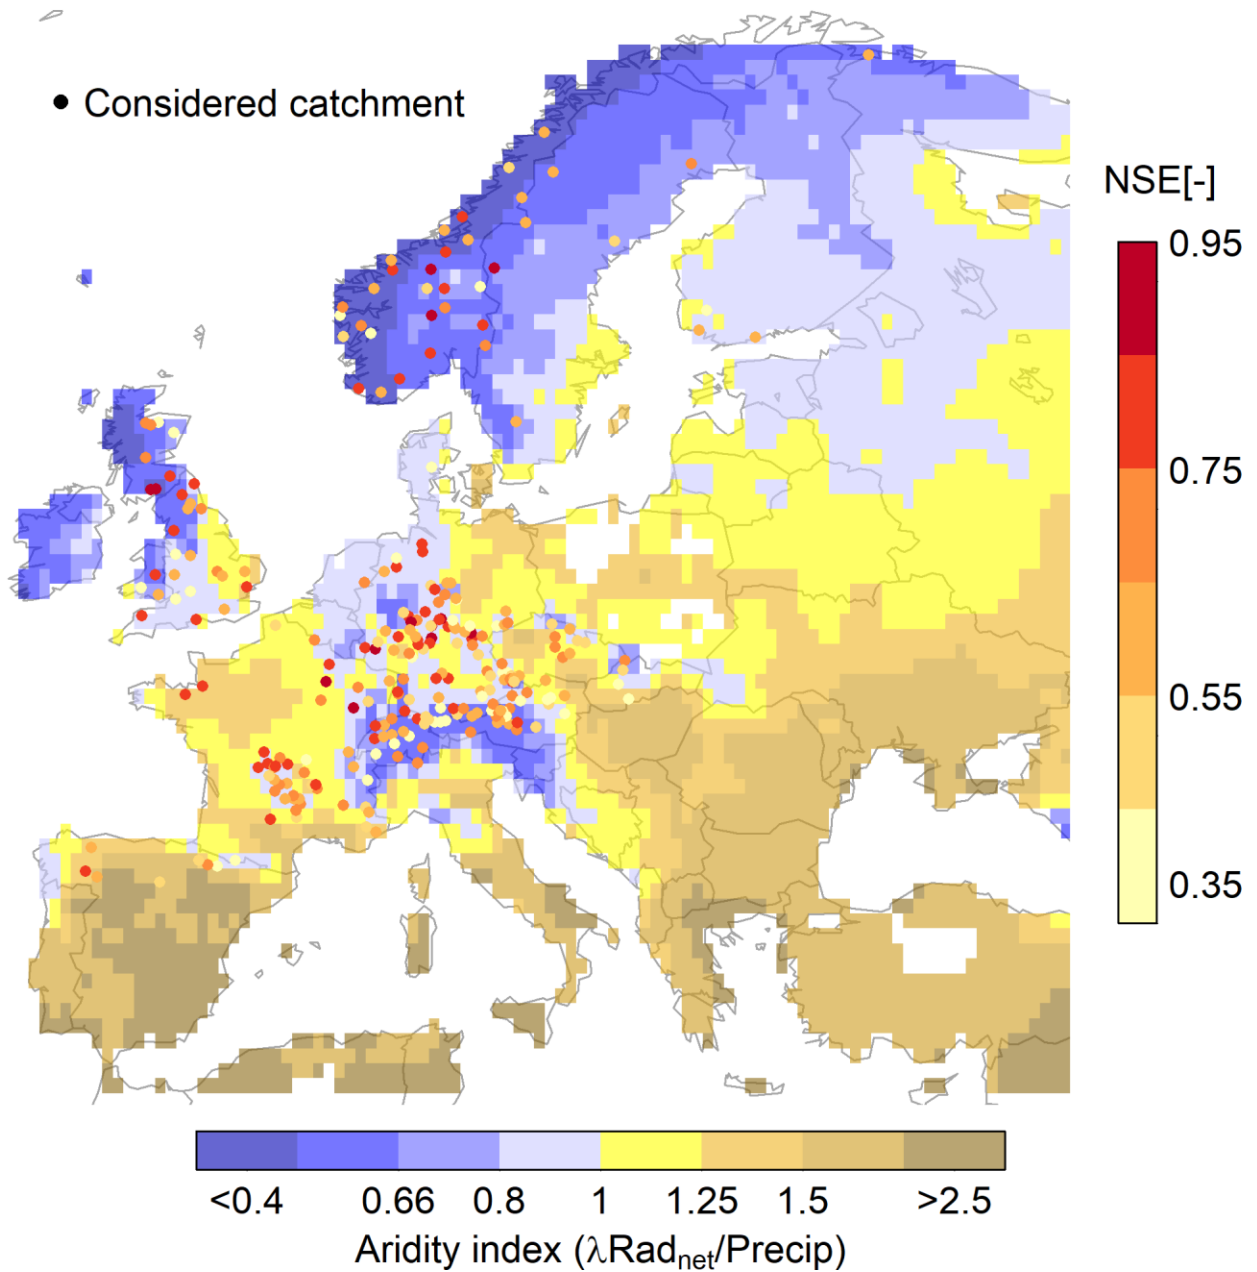 Considered catchment
NSE[-]
0.95
0.75
0.55
0.35
<0.4 0.66 0.8 1 1.25 1.5 >2.5
Aridity index (λRadnet/Precip)